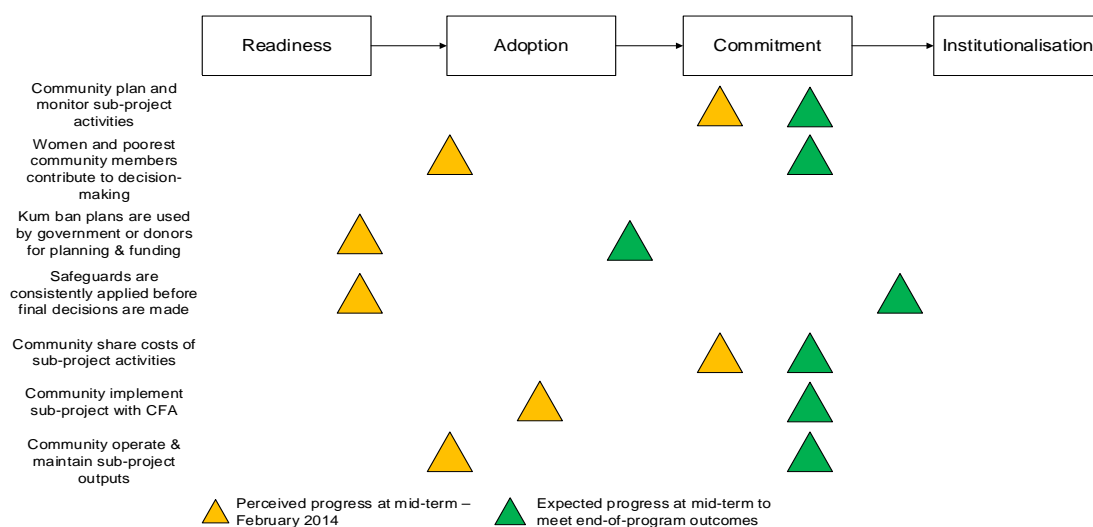 Readiness
Adoption
Commitment
Institutionalisation
Community plan and
monitor sub-project
activities
Women and poorest
community members
contribute to decision-
making
Kum ban plans are used
by government or donors
for planning & funding
Safeguards are
consistently applied before
final decisions are made
Community share costs of
sub-project activities
Community implement
sub-project with CFA
Community operate &
maintain sub-project
outputs
Perceived progress at mid-term –
February 2014
Expected progress at mid-term to
meet end-of-program outcomes